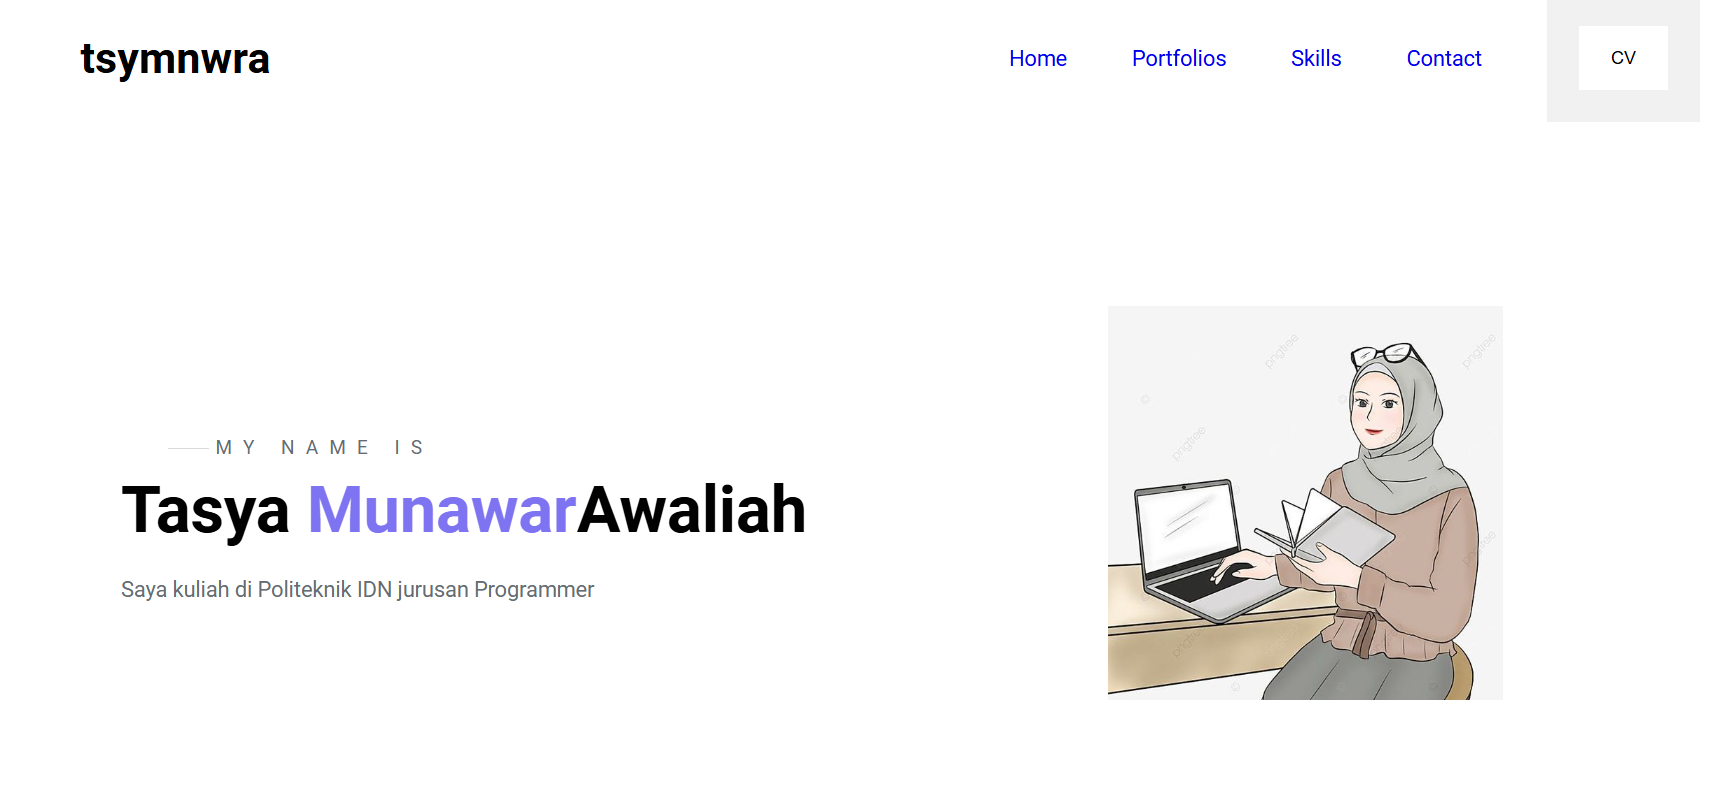 tsymnwra
Home Portfolios Skills Contact CV
MY NAME IS
Tasya MunawarAwaliah
Saya kuliah di Politeknik IDN jurusan Programmer
pngtree
pngtree
pngtree
pngtree
pngtree